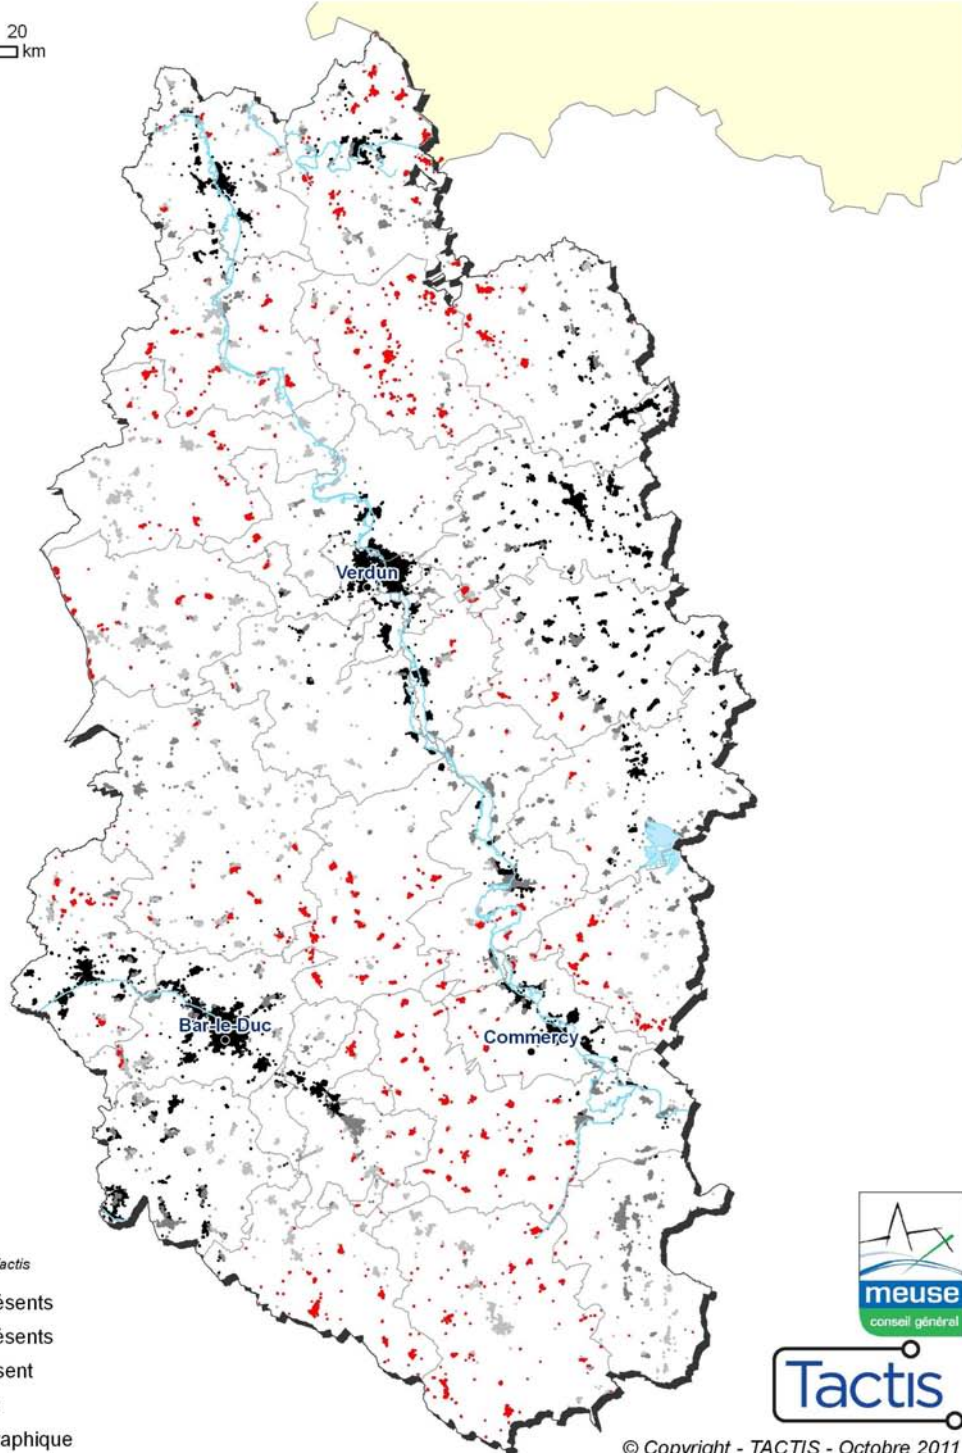 20
km
Verdun
Bar-le-Duc
Commercy
actis
ésents
ésents
sent
raphique
meuse
conseil général
Tactis
© Copyright - TACTIS - Octobre 2011